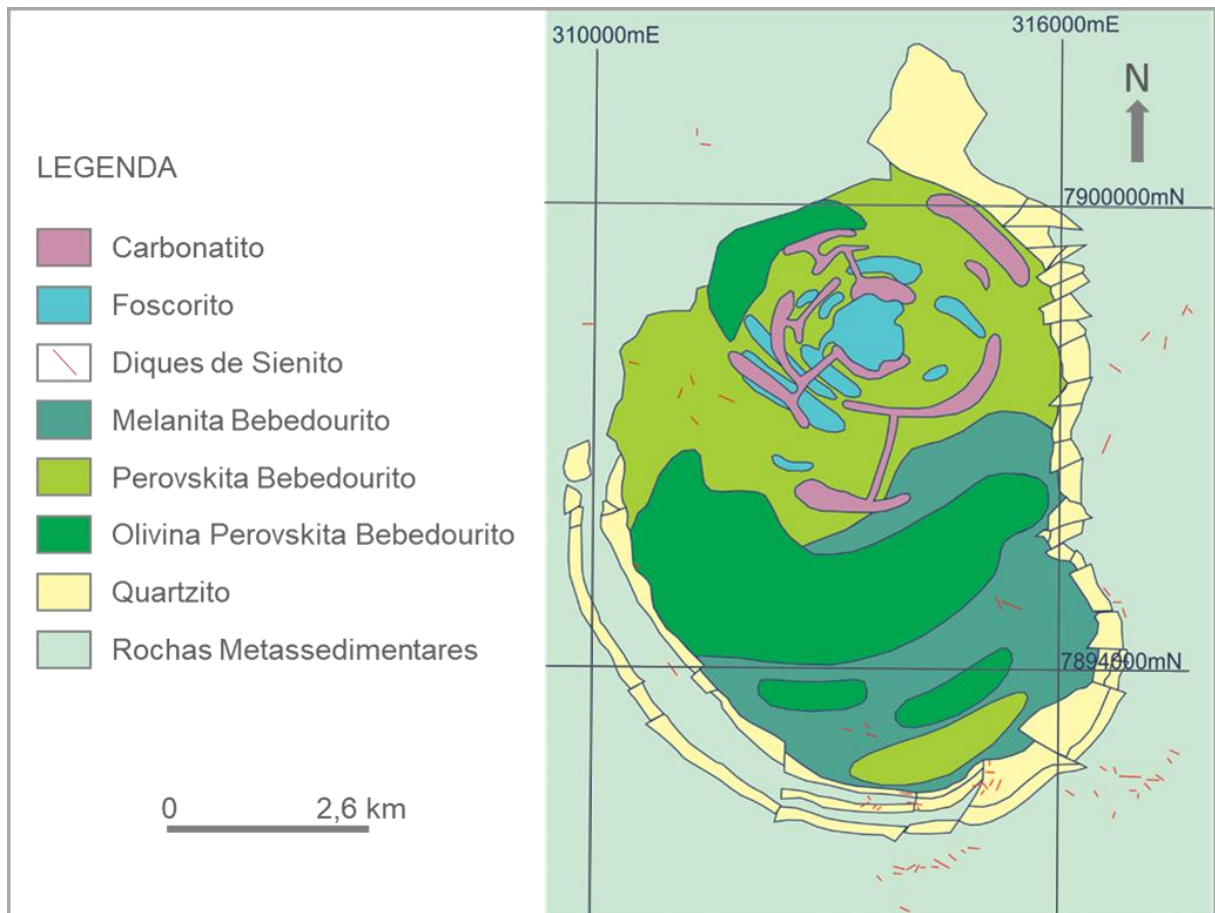 310000mE
316000mE
N
LEGENDA
7900000mN
Carbonatito
Foscorito
Diques de Sienito
Melanita Bebedourito
Perovskita Bebedourito
Olivina Perovskita Bebedourito
Quartzito
Rochas Metassedimentares
7894000mN
0 2,6 km